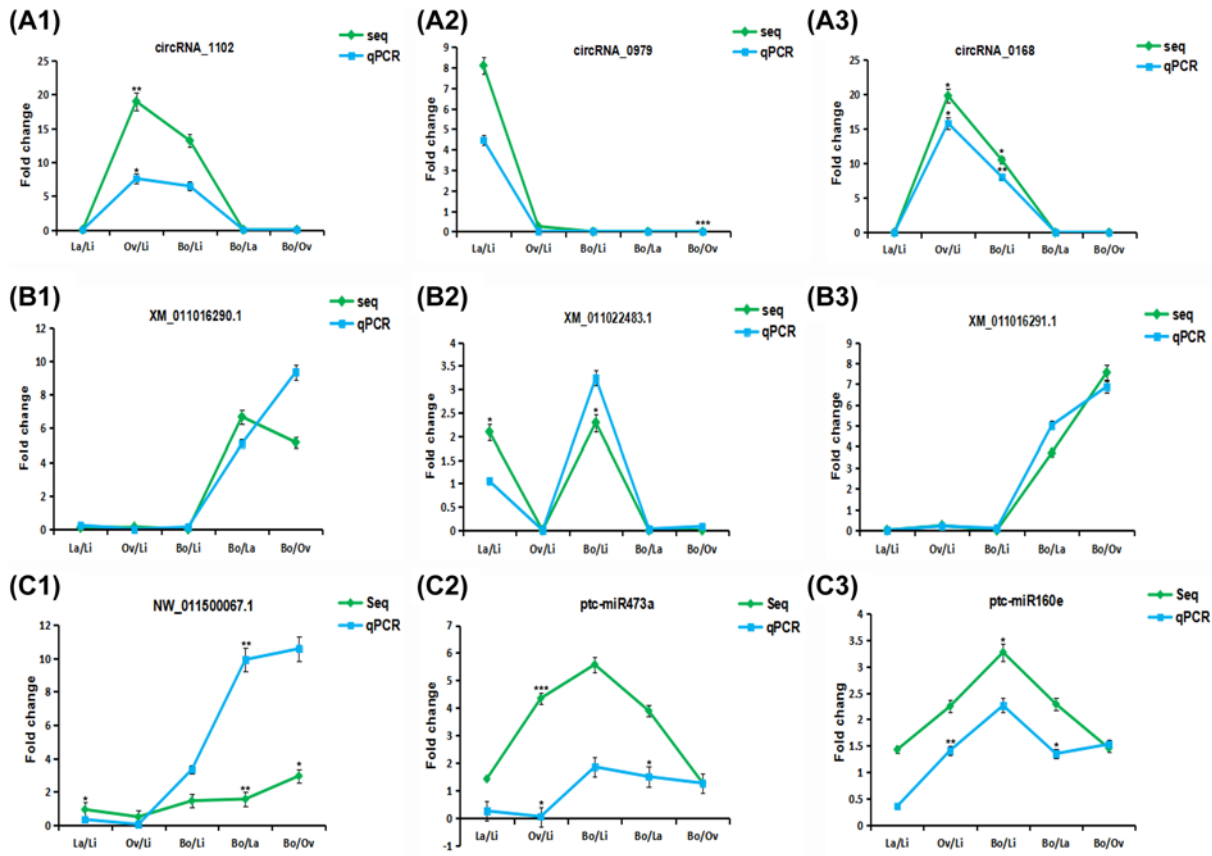 (A1)
circRNA_1102
seq
qPCR
Fold change
25
20
15
10
5
0
**
*
La/Li Ov/Li Bo/Li Bo/La Bo/Ov
(A2)
circRNA_0979
seq
qPCR
Fold change
9
8
7
6
5
4
3
2
1
0
***
La/Li Ov/Li Bo/Li Bo/La Bo/Ov
(A3)
circRNA_0168
seq
qPCR
Fold change
25
20
15
10
5
0
*
*
*
**
La/Li Ov/Li Bo/Li Bo/La Bo/Ov
(B1)
XM_011016290.1
seq
qPCR
Fold change
12
10
8
6
4
2
0
La/Li Ov/Li Bo/Li Bo/La Bo/Ov
(B2)
XM_011022483.1
seq
qPCR
Fold change
4
3.5
3
2.5
2
1.5
1
0.5
0
*
*
La/Li Ov/Li Bo/Li Bo/La Bo/Ov
(B3)
XM_011016291.1
seq
qPCR
Fold change
9
8
7
6
5
4
3
2
1
0
*
La/Li Ov/Li Bo/Li Bo/La Bo/Ov
(C1)
NW_011500067.1
Seq
qPCR
Fold change
12
10
8
6
4
2
0
*
**
**
*
La/Li Ov/Li Bo/Li Bo/La Bo/Ov
(C2)
ptc-miR473a
Seq
qPCR
Fold change
7
6
5
4
3
2
1
0
-1
***
*
*
La/Li Ov/Li Bo/Li Bo/La Bo/Ov
(C3)
ptc-miR160e
Seq
qPCR
Fold chang
4
3.5
3
2.5
2
1.5
1
0.5
0
*
**
*
La/Li Ov/Li Bo/Li Bo/La Bo/Ov